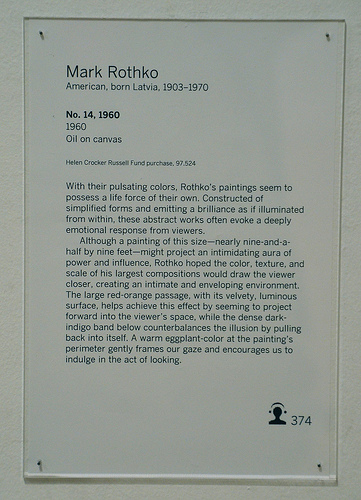 Mark Rothko
American, born Latvia, 1903–1970
No. 14, 1960
1960
Oil on canvas
Helen Crocker Russell Fund purchase, 97.524
With their pulsating colors, Rothko's paintings seem to
possess a life force of their own. Constructed of
simplified forms and emitting a brilliance as if illuminated
from within, these abstract works often evoke a deeply
emotional response from viewers.
Although a painting of this size—nearly nine-and-a-
half by nine feet—might project an intimidating aura of
power and influence, Rothko hoped the color, texture, and
scale of his largest compositions would draw the viewer
closer, creating an intimate and enveloping environment.
The large red-orange passage, with its velvety, luminous
surface, helps achieve this effect by seeming to project
forward into the viewer's space, while the dense dark-
indigo band below counterbalances the illusion by pulling
back into itself. A warm eggplant-color at the painting's
perimeter gently frames our gaze and encourages us to
indulge in the act of looking.
374